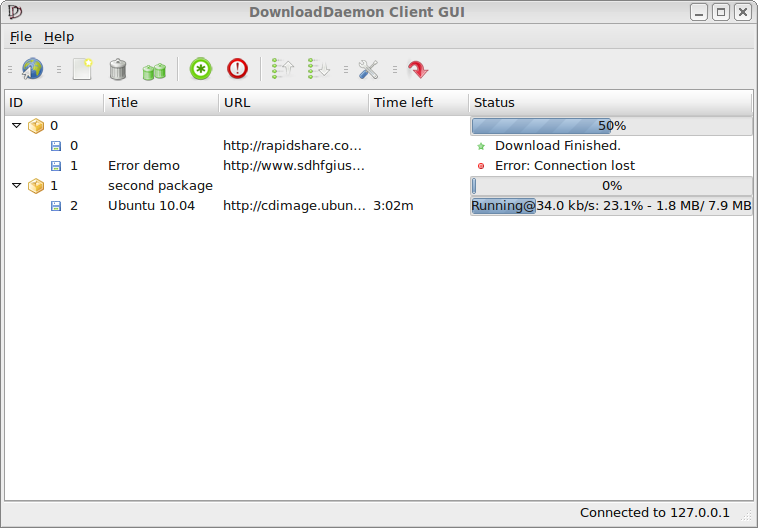 DownloadDaemon Client GUI
File Help
ID Title URL Time left Status
0 50%
0 http://rapidshare.co... Download Finished.
1 Error demo http://www.sdhfgius... Error: Connection lost
1 second package 0%
2 Ubuntu 10.04 http://cdimage.ubun... 3:02m Running@34.0 kb/s: 23.1% - 1.8 MB/ 7.9 MB
Connected to 127.0.0.1